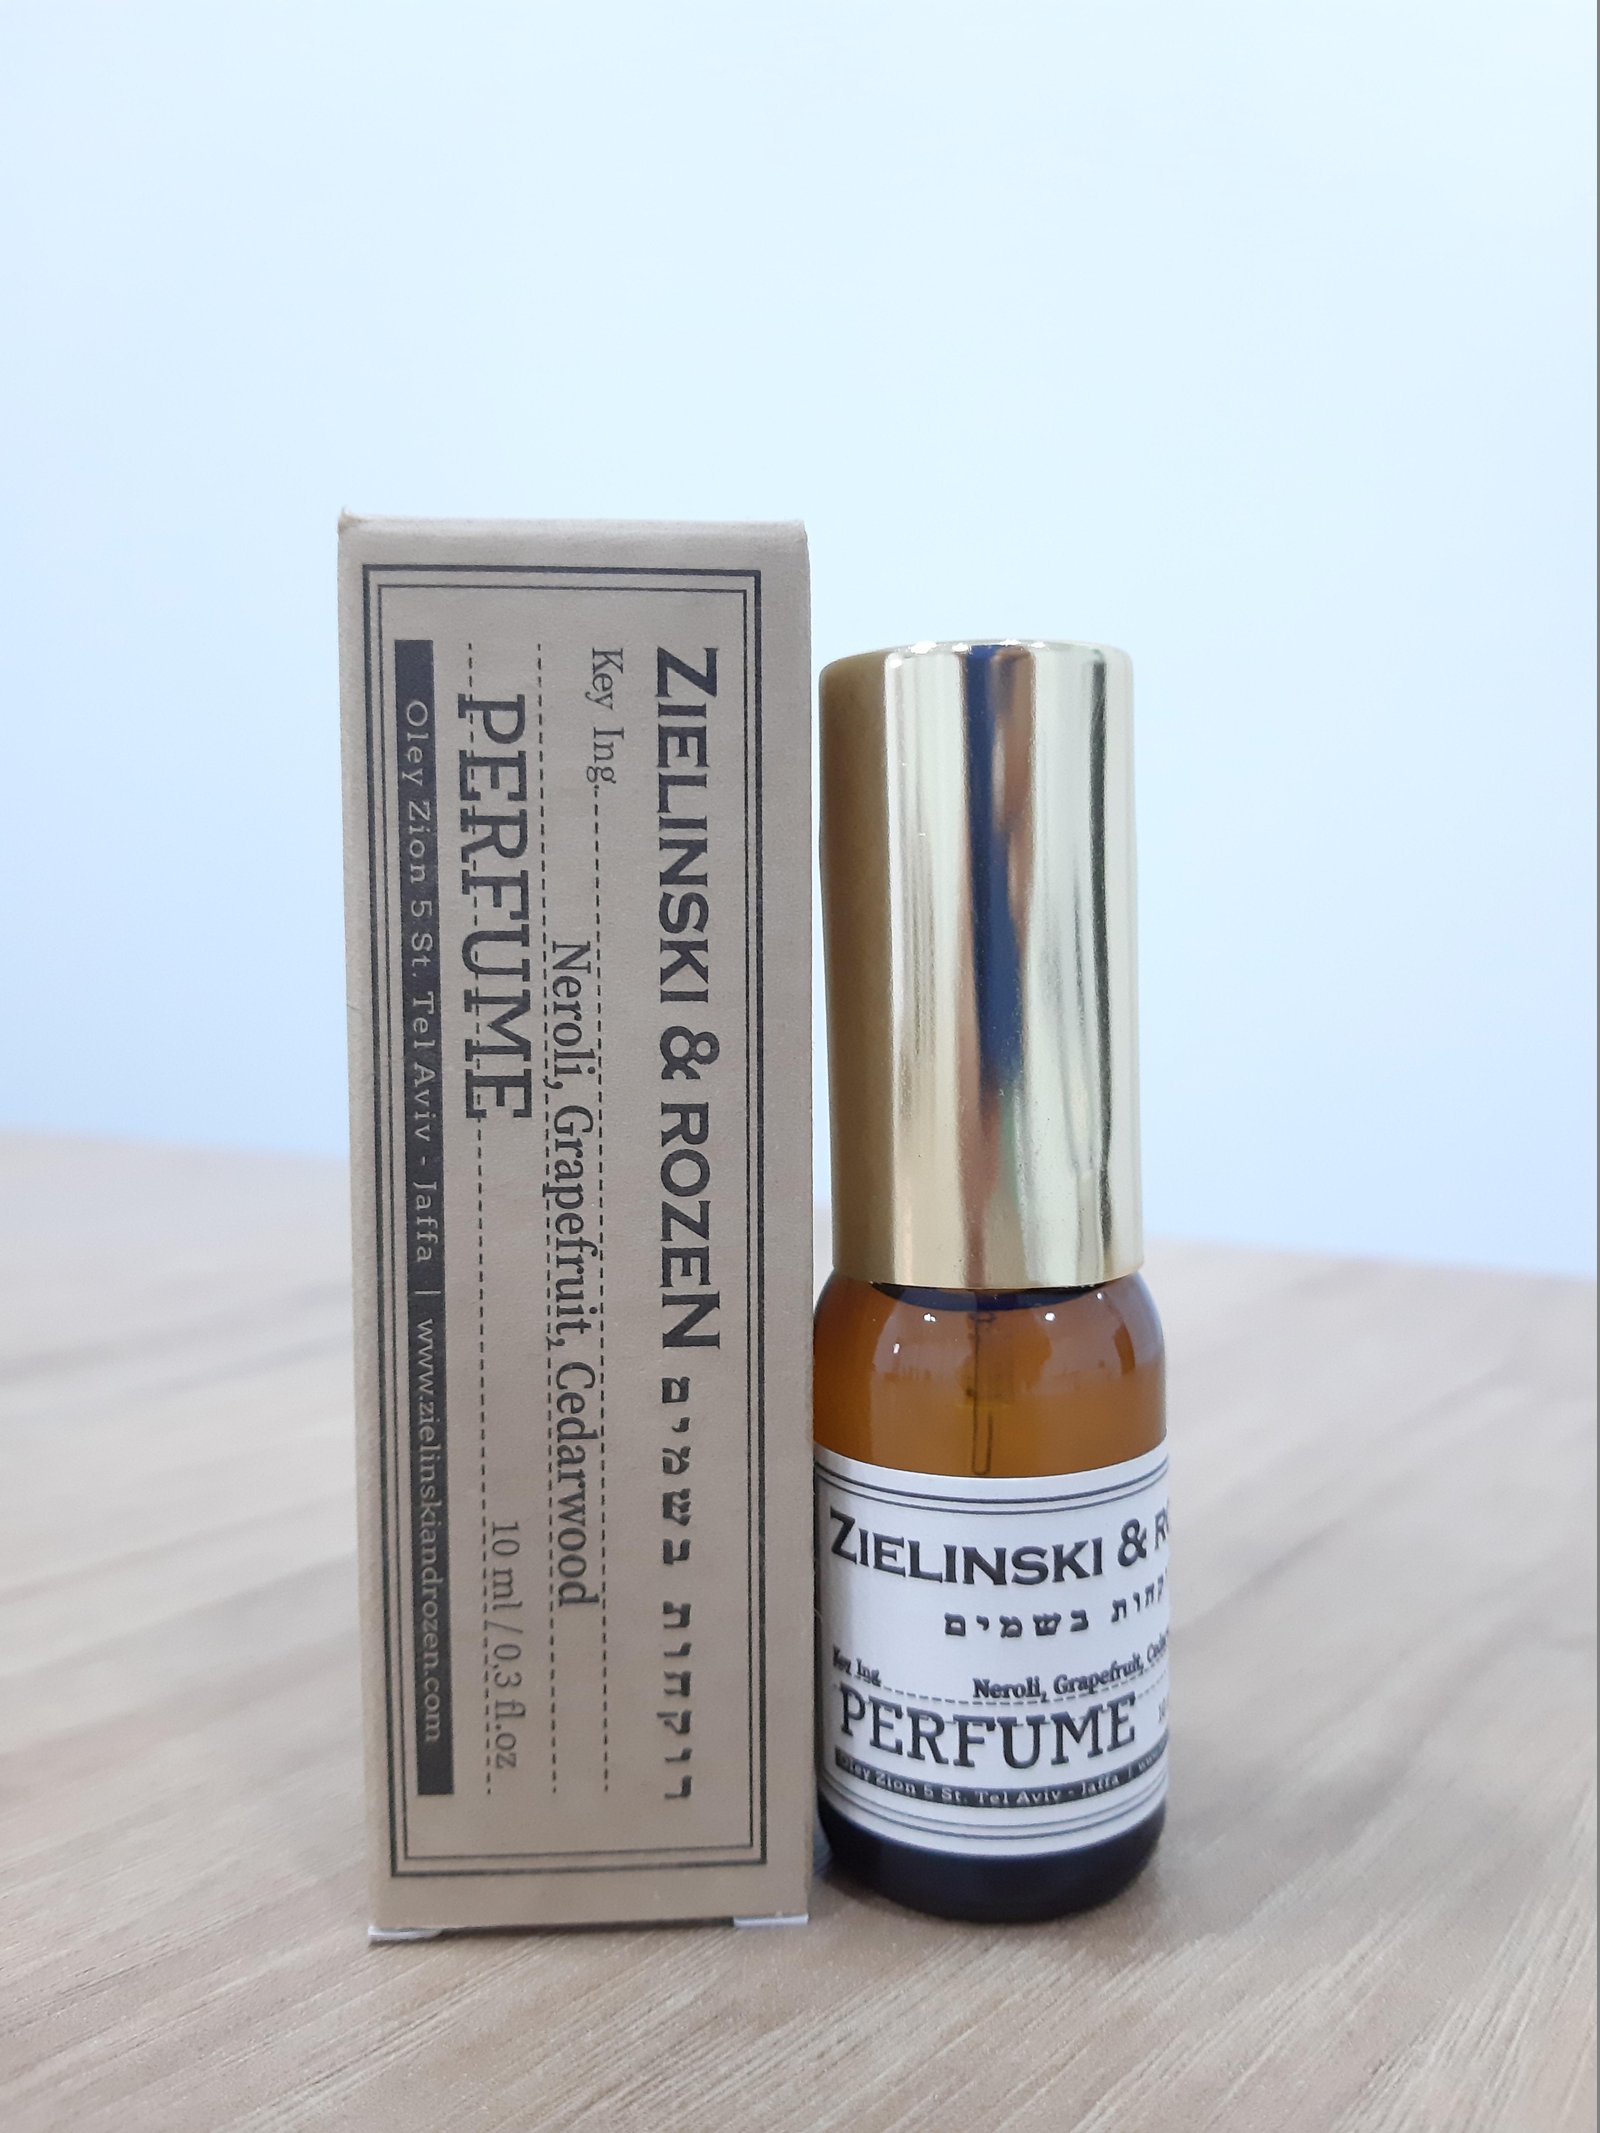 ZIELINSKI & ROZEN רוקחות בשמים
Key Ing.
Neroli, Grapefruit, Cedarwood
PERFUME 10 ml / 0,3 fl.oz
Oley Zion 5 St. Tel Aviv - Jaffa | www.zielinskiandrozen.com
ZIELINSKI &
בשמים
Key Ing.
Neroli, Grapefruit,
PERFUME
Oley Zion 5 St. Tel Aviv - Jaffa |